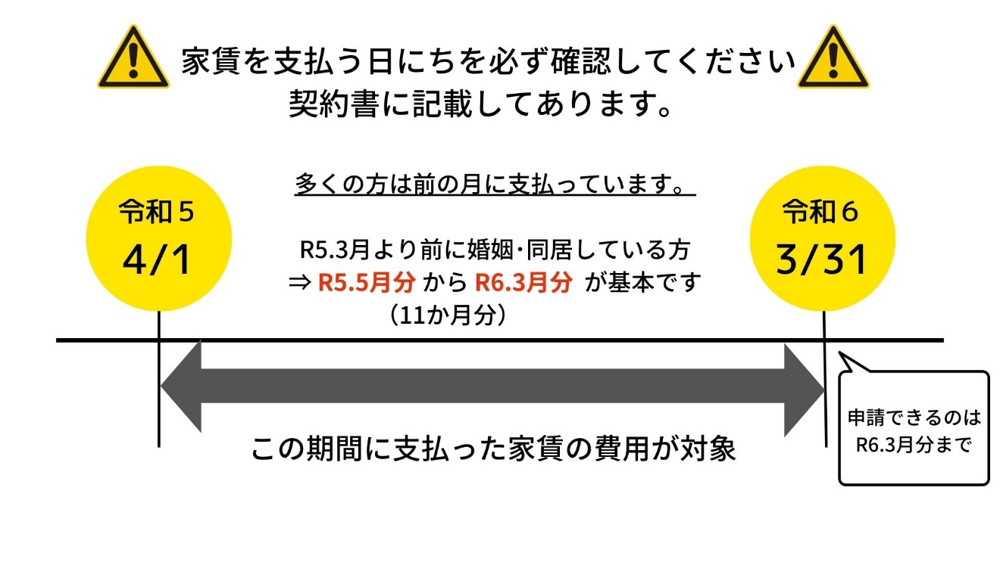 家賃を支払う日にちを必ず確認してください
契約書に記載してあります。
令和5
4/1
多くの方は前の月に支払っています。
R5.3月より前に婚姻･同居している方
⇒ R5.5月分 から R6.3月分 が基本です
（11か月分）
令和6
3/31
この期間に支払った家賃の費用が対象
申請できるのは
R6.3月分まで